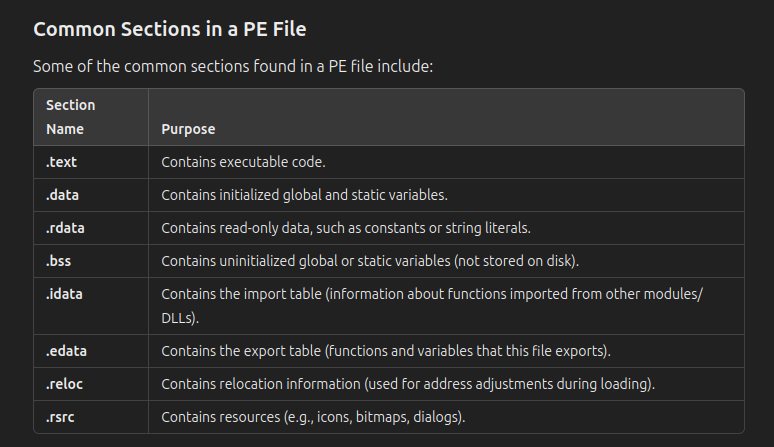 Common Sections in a PE File
Some of the common sections found in a PE file include:
Section
Name Purpose
.text Contains executable code.
.data Contains initialized global and static variables.
.rdata Contains read-only data, such as constants or string literals.
.bss Contains uninitialized global or static variables (not stored on disk).
.idata Contains the import table (information about functions imported from other modules/
DLLs).
.edata Contains the export table (functions and variables that this file exports).
.reloc Contains relocation information (used for address adjustments during loading).
.rsrc Contains resources (e.g., icons, bitmaps, dialogs).